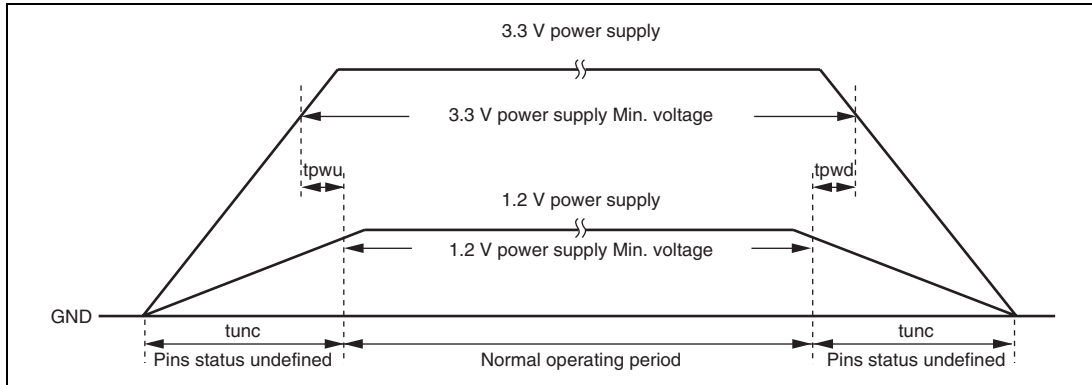 3.3 V power supply
3.3 V power supply Min. voltage
tpwu
tpwd
1.2 V power supply
1.2 V power supply Min. voltage
GND
tunc
tunc
Pins status undefined
Normal operating period
Pins status undefined